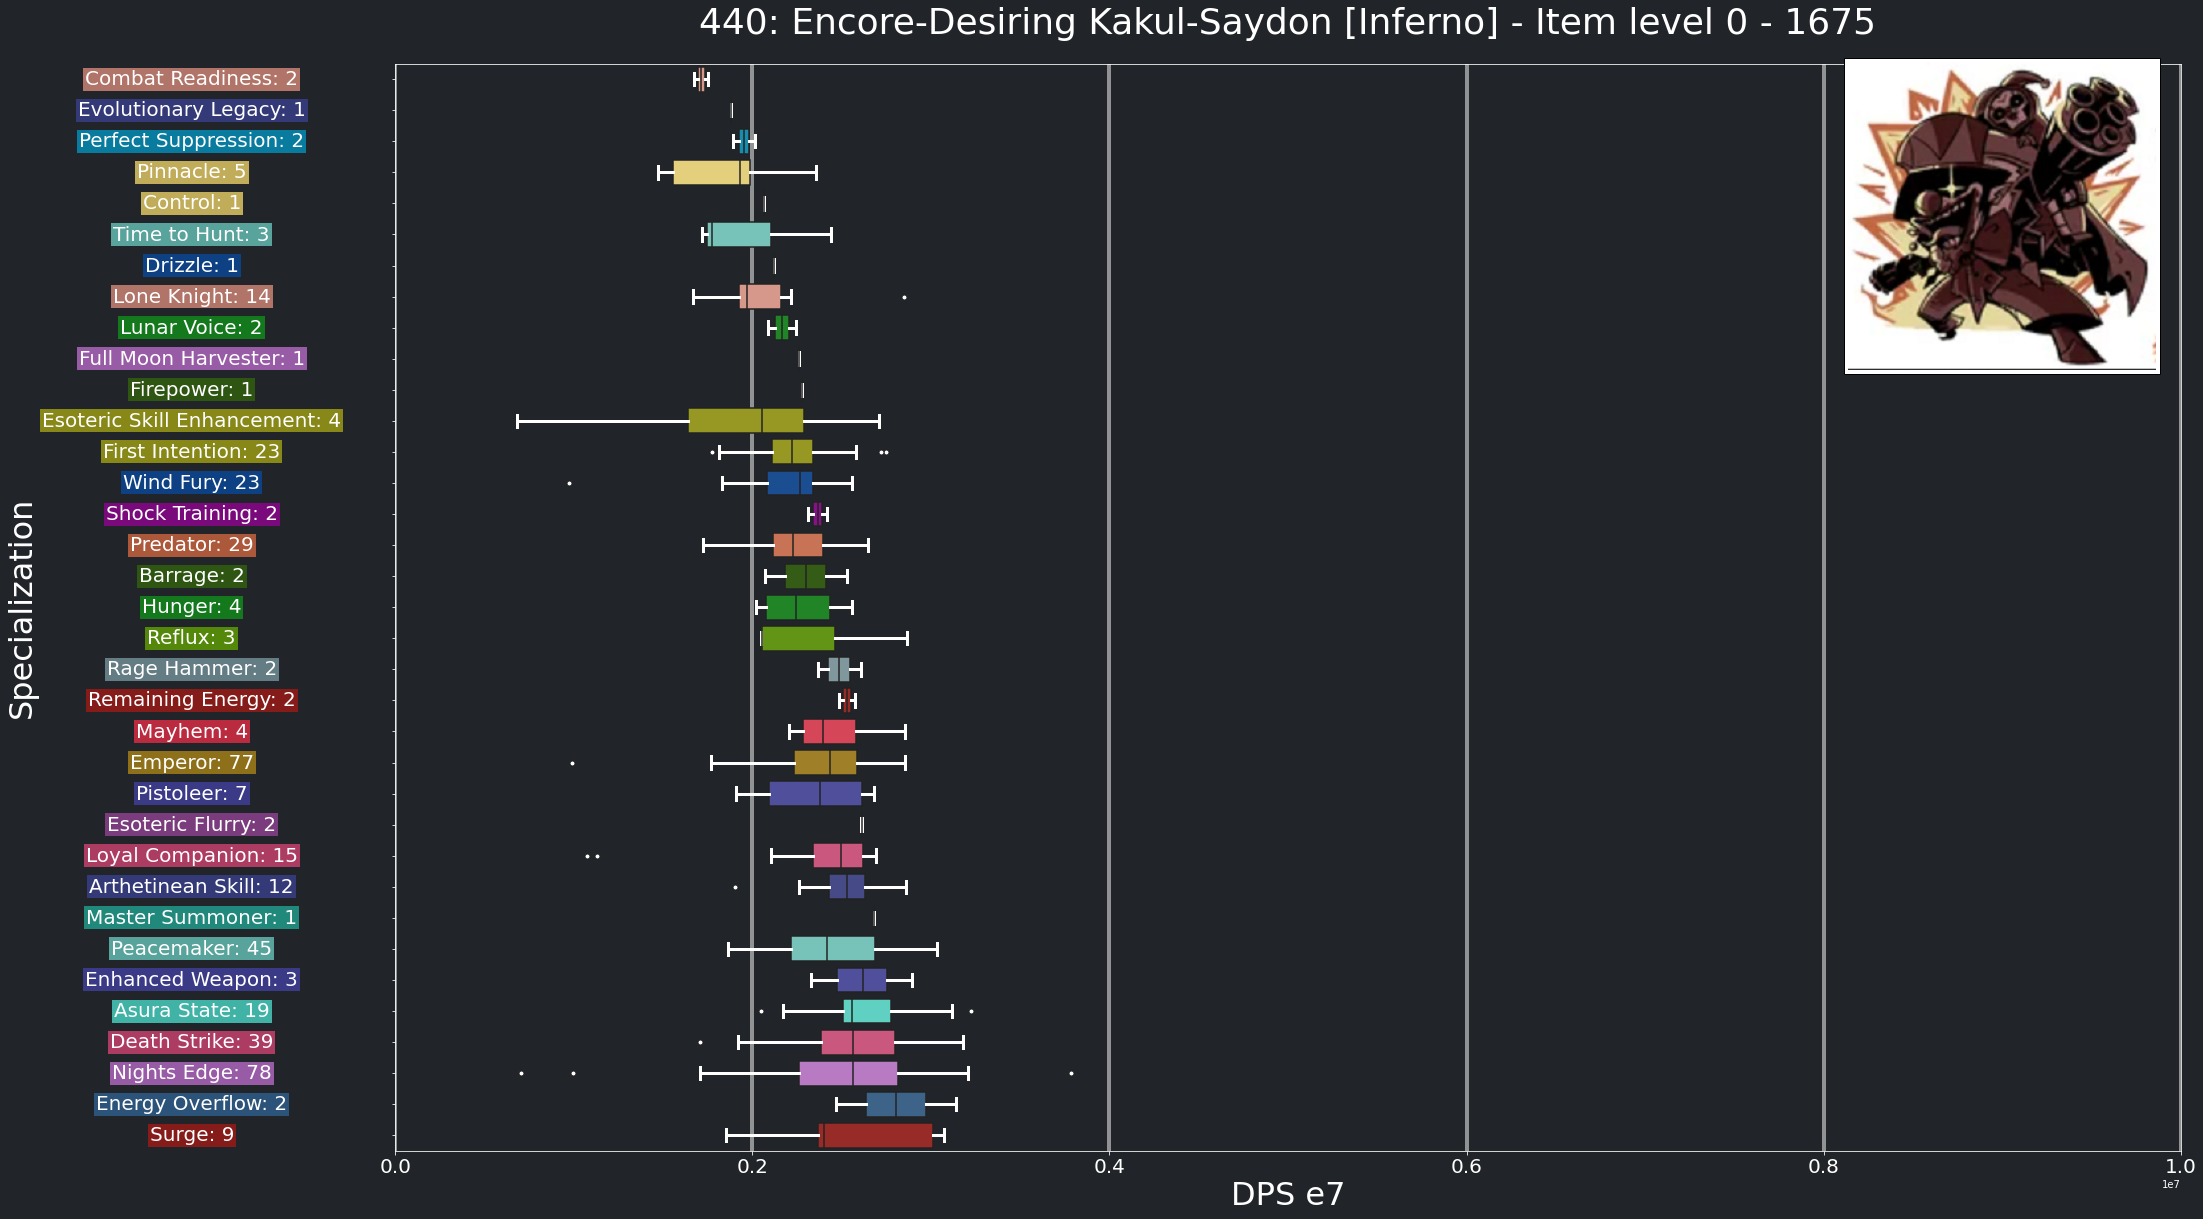 440: Encore-Desiring Kakul-Saydon [Inferno] - Item level 0 - 1675
Specialization
Combat Readiness: 2
Evolutionary Legacy: 1
Perfect Suppression: 2
Pinnacle: 5
Control: 1
Time to Hunt: 3
Drizzle: 1
Lone Knight: 14
Lunar Voice: 2
Full Moon Harvester: 1
Firepower: 1
Esoteric Skill Enhancement: 4
First Intention: 23
Wind Fury: 23
Shock Training: 2
Predator: 29
Barrage: 2
Hunger: 4
Reflux: 3
Rage Hammer: 2
Remaining Energy: 2
Mayhem: 4
Emperor: 77
Pistoleer: 7
Esoteric Flurry: 2
Loyal Companion: 15
Arthetinean Skill: 12
Master Summoner: 1
Peacemaker: 45
Enhanced Weapon: 3
Asura State: 19
Death Strike: 39
Nights Edge: 78
Energy Overflow: 2
Surge: 9
0.0 0.2 0.4 0.6 0.8 1.0
1e7
DPS e7